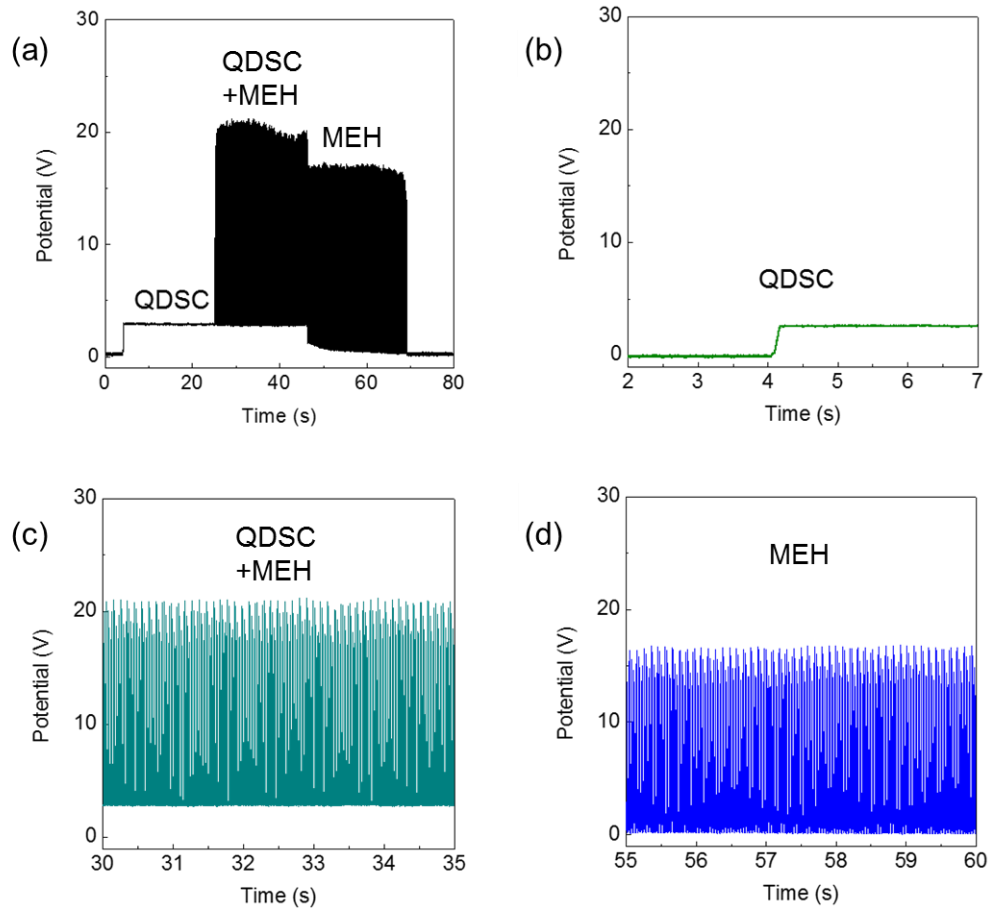 (a)
30
20
10
0
Potential (V)
QDSC
+MEH
MEH
QDSC
0 20 40 60 80
Time (s)
(b)
30
20
10
0
Potential (V)
QDSC
2 3 4 5 6 7
Time (s)
(c)
30
20
10
0
Potential (V)
QDSC
+MEH
30 31 32 33 34 35
Time (s)
(d)
30
20
10
0
Potential (V)
MEH
55 56 57 58 59 60
Time (s)